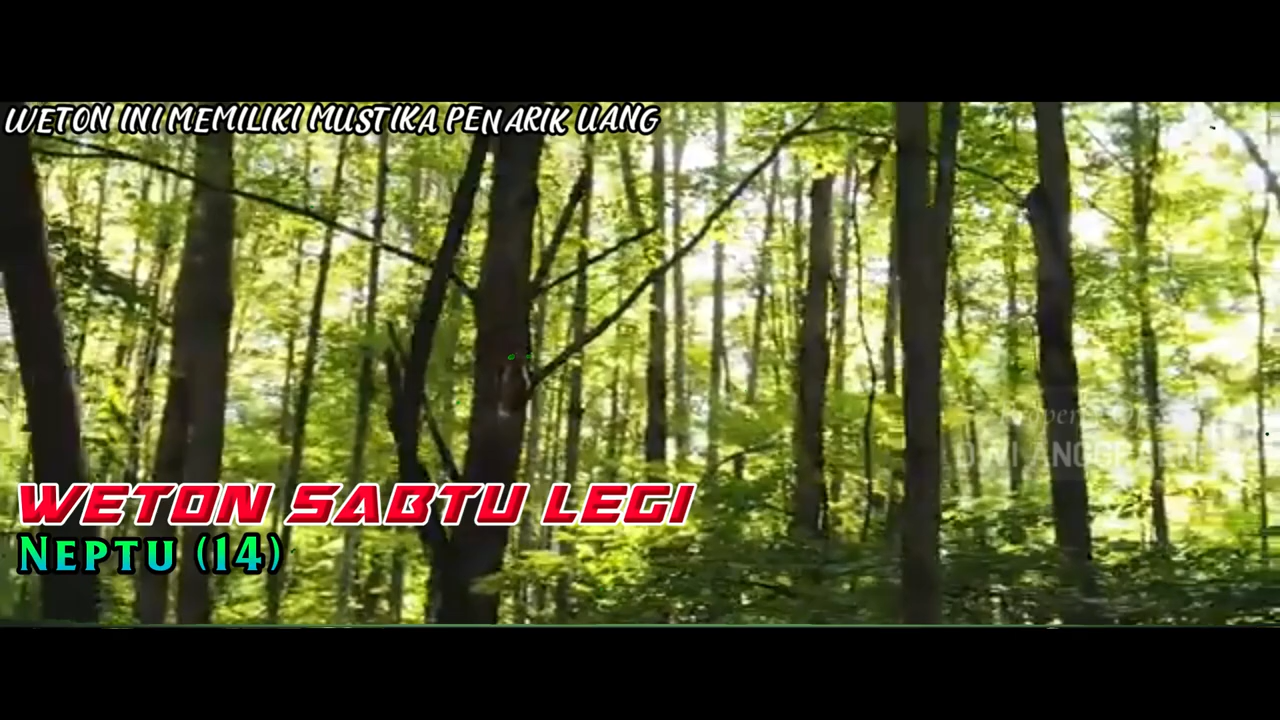 WETON INI MEMILIKI MUSTIKA PENARIK UANG
WETON SABTU LEGI
NEPTU (14)